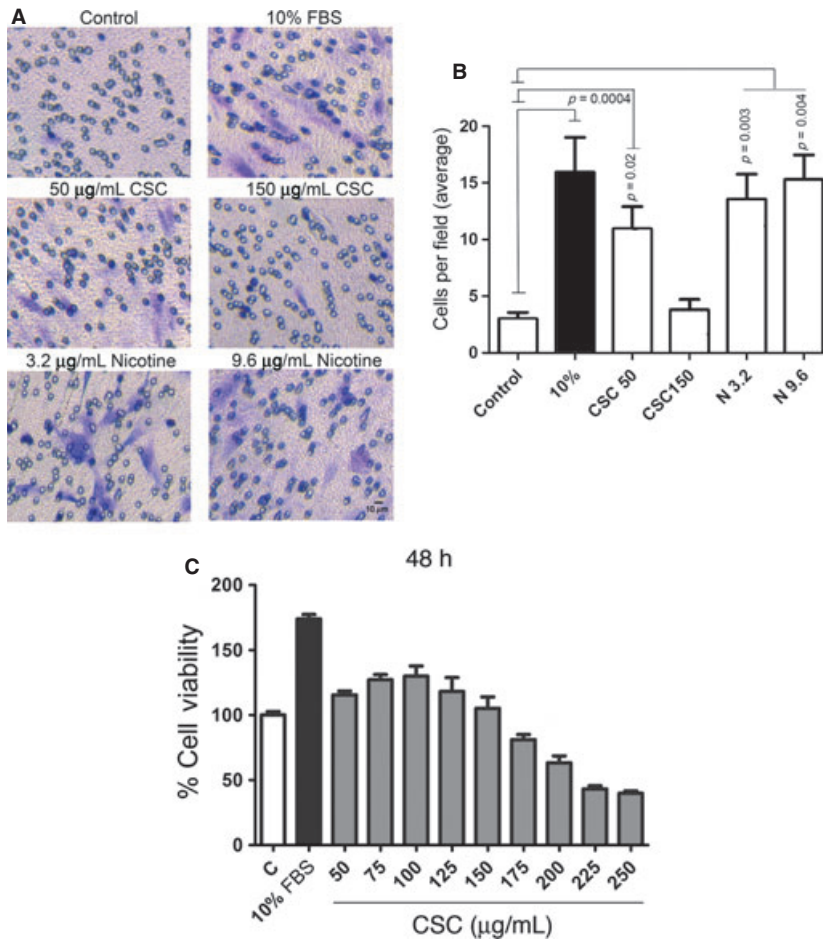 A
Control
10% FBS
50 µg/mL CSC
150 µg/mL CSC
3.2 µg/mL Nicotine
9.6 µg/mL Nicotine
10 µm
B
p = 0.0004
p = 0.02
p = 0.003
p = 0.004
Cells per field (average)
20
15
10
5
0
Control
10%
CSC 50
CSC150
N 3.2
N 9.6
C
48 h
% Cell viability
200
150
100
50
0
C
10% FBS
50
75
100
125
150
175
200
225
250
CSC (µg/mL)